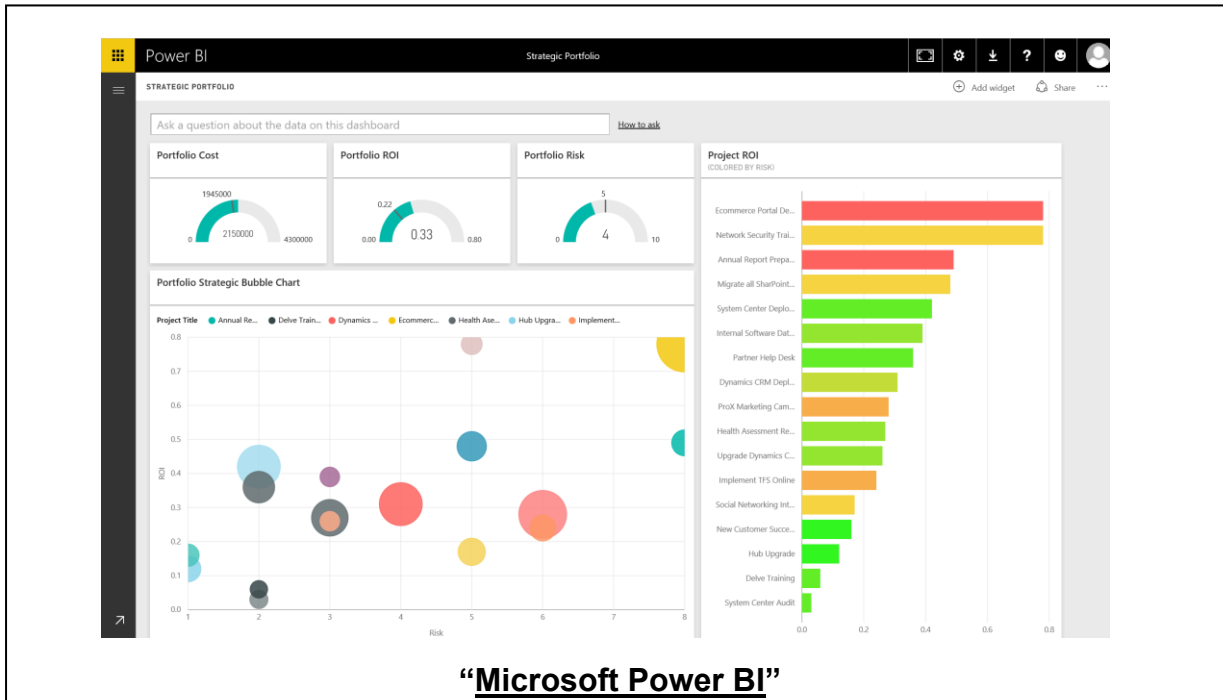 Power BI
Strategic Portfolio
?
STRATEGIC PORTFOLIO
Add widget
Share
...
Ask a question about the data on this dashboard
How to ask
Portfolio Cost
1945000
0
2150000
4300000
Portfolio ROI
0.22
0.00
0.33
0.80
Portfolio Risk
5
0
4
10
Portfolio Strategic Bubble Chart
Project Title Annual Re... Delve Train... Dynamics ... Ecommerc... Health Ase... Hub Upgra... Implement...
0.8
0.7
0.6
0.5
0.4
0.3
0.2
0.1
0.0
ROI
1 2 3 4 5 6 7 8
Risk
Project ROI
(COLORED BY RISK)
Ecommerce Portal De...
Network Security Trai...
Annual Report Prepa...
Migrate all SharPoint...
System Center Deplo...
Internal Software Dat...
Partner Help Desk
Dynamics CRM Depl...
ProX Marketing Cam...
Health Asessment Re...
Upgrade Dynamics C...
Implement TFS Online
Social Networking Int...
New Customer Succe...
Hub Upgrade
Delve Training
System Center Audit
0.0 0.2 0.4 0.6 0.8
“Microsoft Power BI”